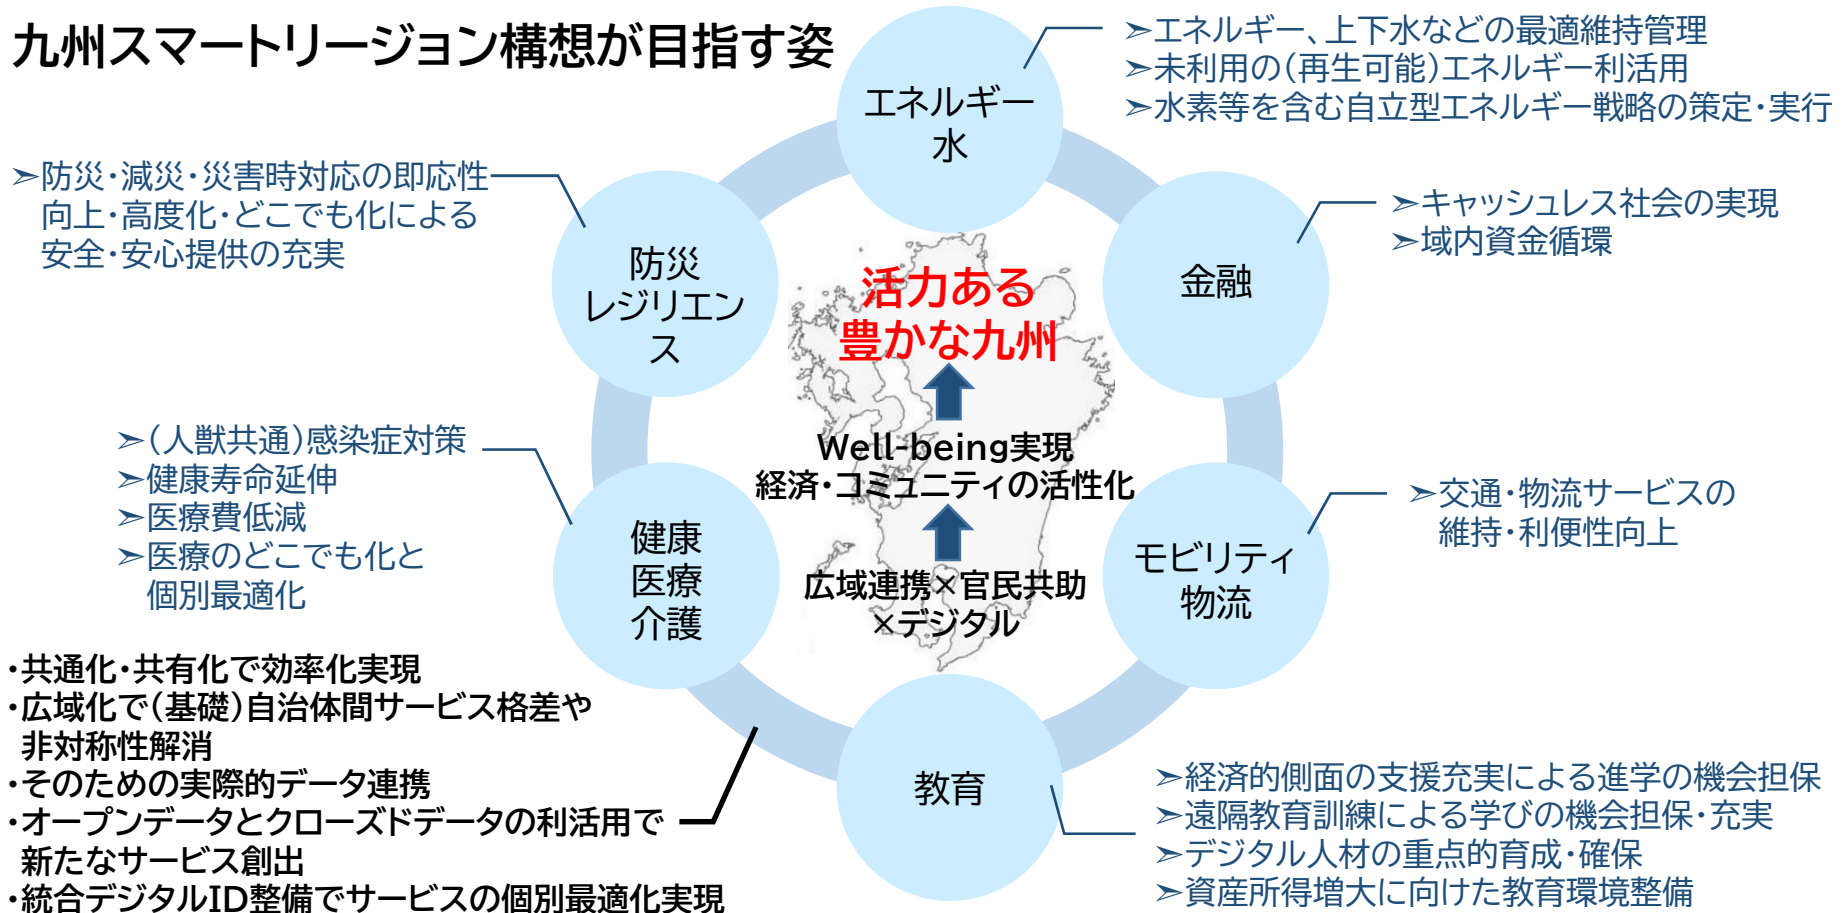 九州スマートリージョン構想が目指す姿
エネルギー
水
➣エネルギー、上下水などの最適維持管理
➣未利用の(再生可能)エネルギー利活用
➣水素等を含む自立型エネルギー戦略の策定・実行
➣防災・減災・災害時対応の即応性
向上・高度化・どこでも化による
安全・安心提供の充実
防災
レジリエン
ス
金融
➣キャッシュレス社会の実現
➣域内資金循環
活力ある
豊かな九州
Well-being実現
経済・コミュニティの活性化
広域連携×官民共助
×デジタル
➣(人獣共通)感染症対策
➣健康寿命延伸
➣医療費低減
➣医療のどこでも化と
個別最適化
健康
医療
介護
モビリティ
物流
➣交通・物流サービスの
維持・利便性向上
・共通化・共有化で効率化実現
・広域化で(基礎)自治体間サービス格差や
非対称性解消
・そのための実際的データ連携
・オープンデータとクローズドデータの利活用で
新たなサービス創出
・統合デジタルID整備でサービスの個別最適化実現
教育
➣経済的側面の支援充実による進学の機会担保
➣遠隔教育訓練による学びの機会担保・充実
➣デジタル人材の重点的育成・確保
➣資産所得増大に向けた教育環境整備